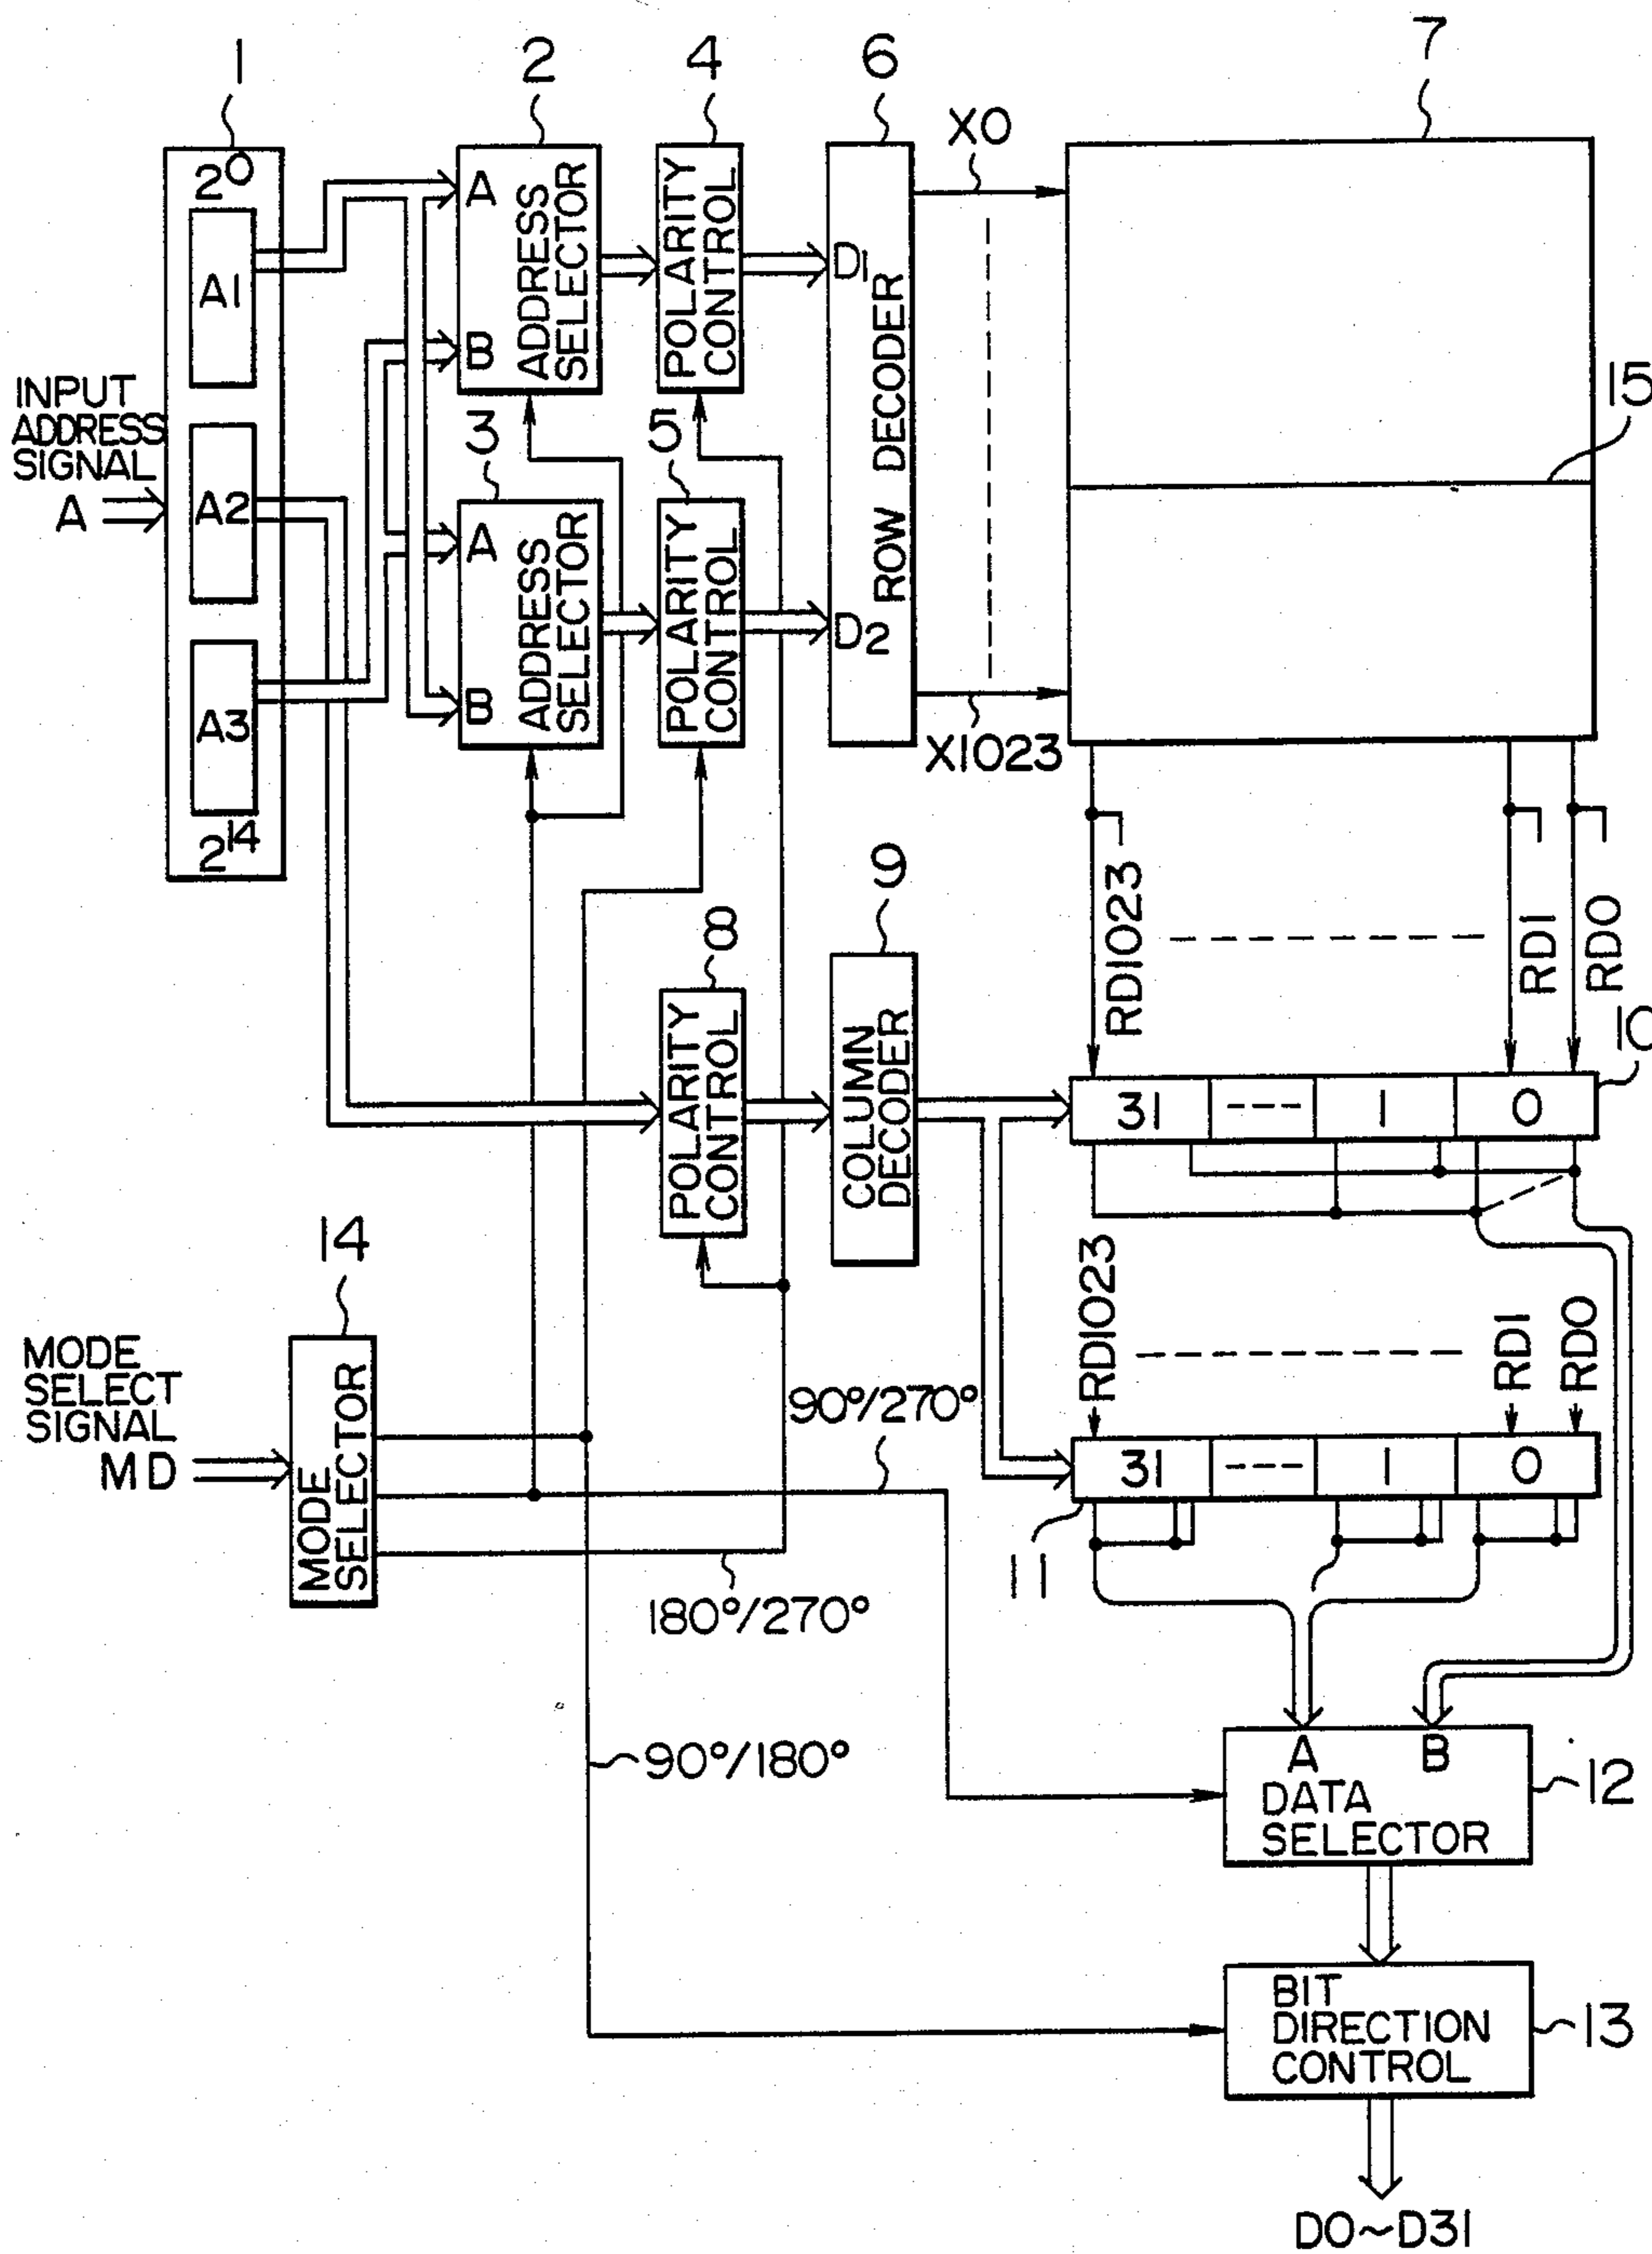 1
2
4
6
7
2^0
A1
A2
A3
2^14
INPUT
ADDRESS
SIGNAL
A
A
B
ADDRESS
SELECTOR
POLARITY
CONTROL
D1
D2
ROW DECODER
X0
X1023
15
3
A
B
ADDRESS
SELECTOR
5
POLARITY
CONTROL
RD1023
RD1
RD0
8
POLARITY
CONTROL
9
COLUMN
DECODER
10
31
1
0
14
MODE
SELECT
SIGNAL
MD
MODE
SELECTOR
90°/270°
180°/270°
90°/180°
RD1023
RD1
RD0
31
1
0
11
A
B
DATA
SELECTOR
12
BIT
DIRECTION
CONTROL
13
D0~D31